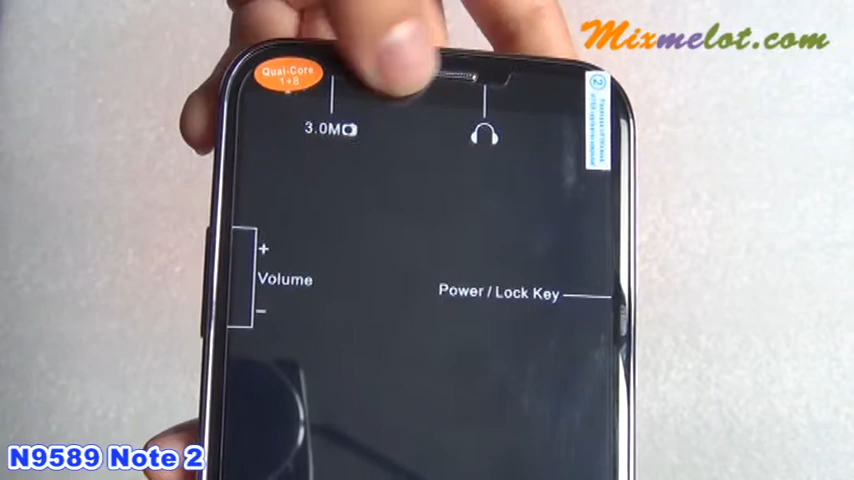 Mixmelot.com
Qual-Core
1+8
3.0M
+
Volume
−
Power / Lock Key
N9589 Note 2